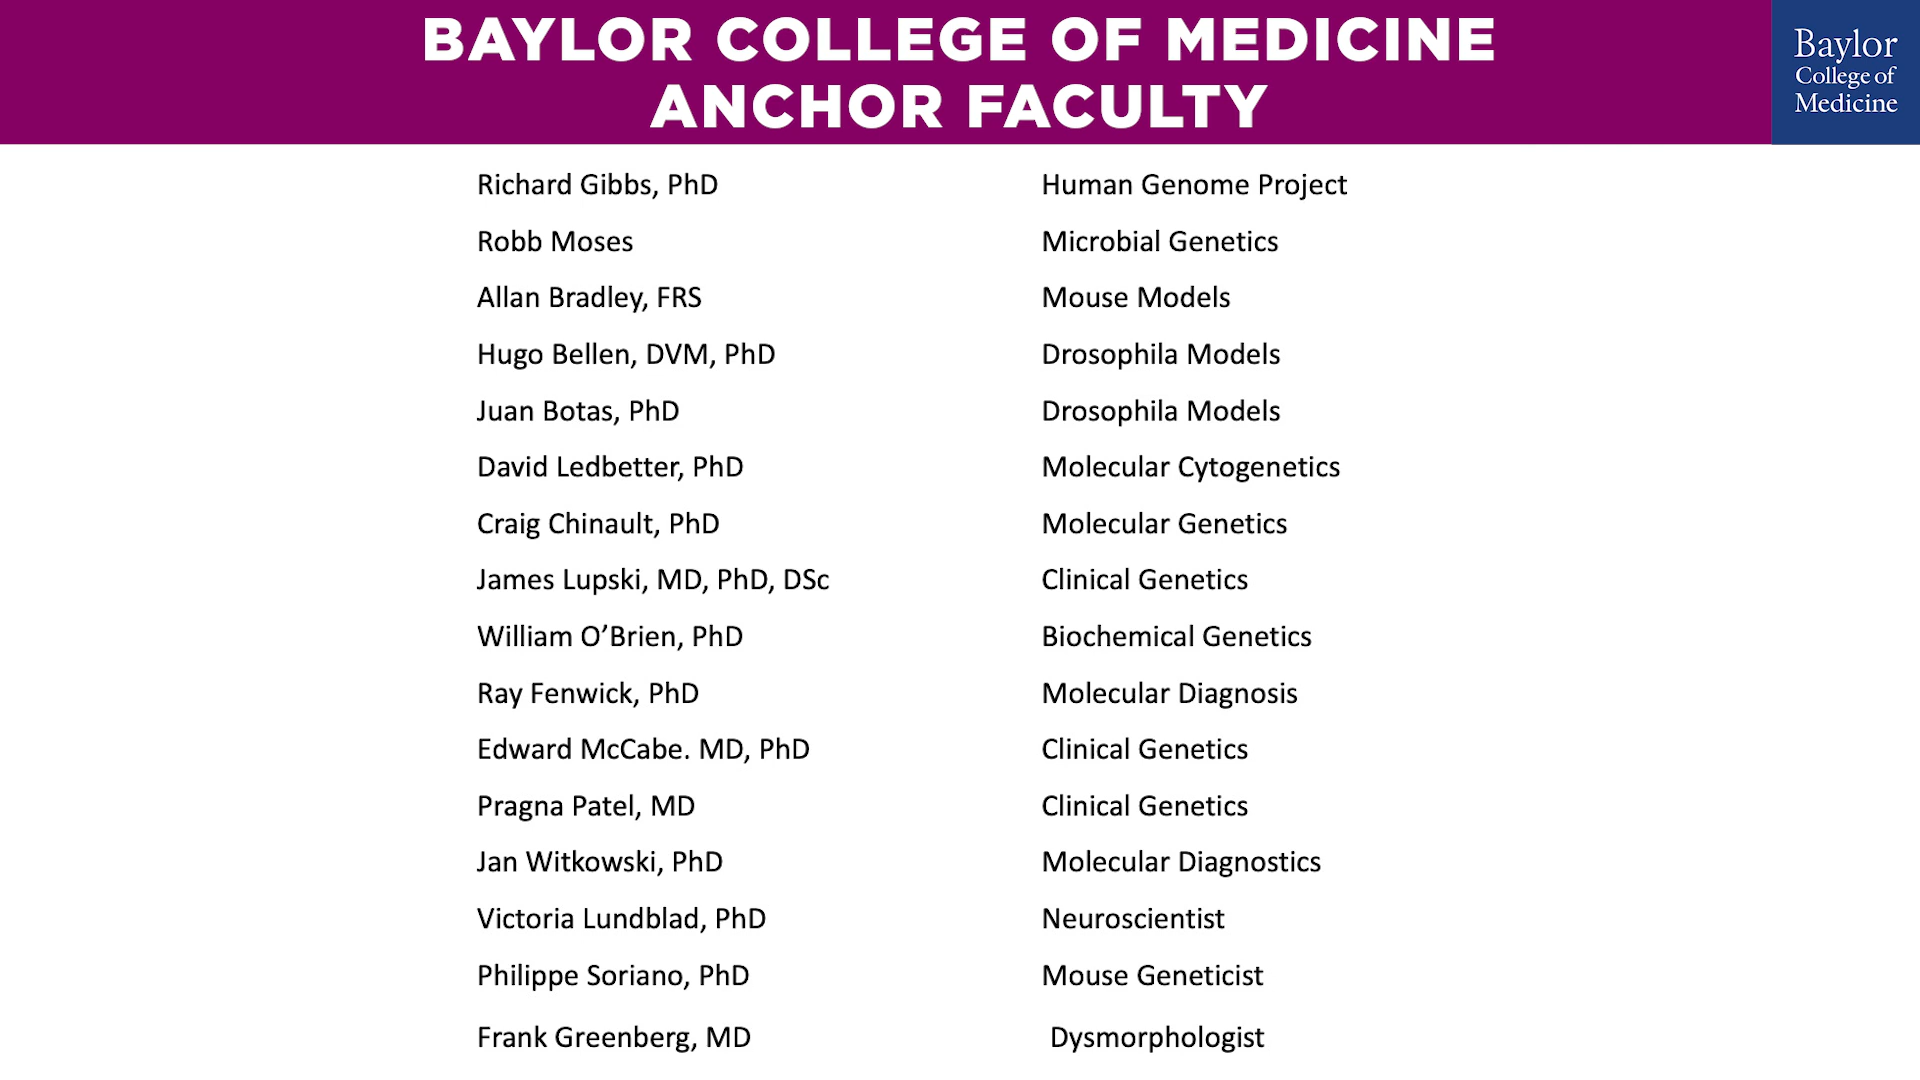 BAYLOR COLLEGE OF MEDICINE
ANCHOR FACULTY
Baylor
College of
Medicine
Richard Gibbs, PhD Human Genome Project
Robb Moses Microbial Genetics
Allan Bradley, FRS Mouse Models
Hugo Bellen, DVM, PhD Drosophila Models
Juan Botas, PhD Drosophila Models
David Ledbetter, PhD Molecular Cytogenetics
Craig Chinault, PhD Molecular Genetics
James Lupski, MD, PhD, DSc Clinical Genetics
William O’Brien, PhD Biochemical Genetics
Ray Fenwick, PhD Molecular Diagnosis
Edward McCabe. MD, PhD Clinical Genetics
Pragna Patel, MD Clinical Genetics
Jan Witkowski, PhD Molecular Diagnostics
Victoria Lundblad, PhD Neuroscientist
Philippe Soriano, PhD Mouse Geneticist
Frank Greenberg, MD Dysmorphologist